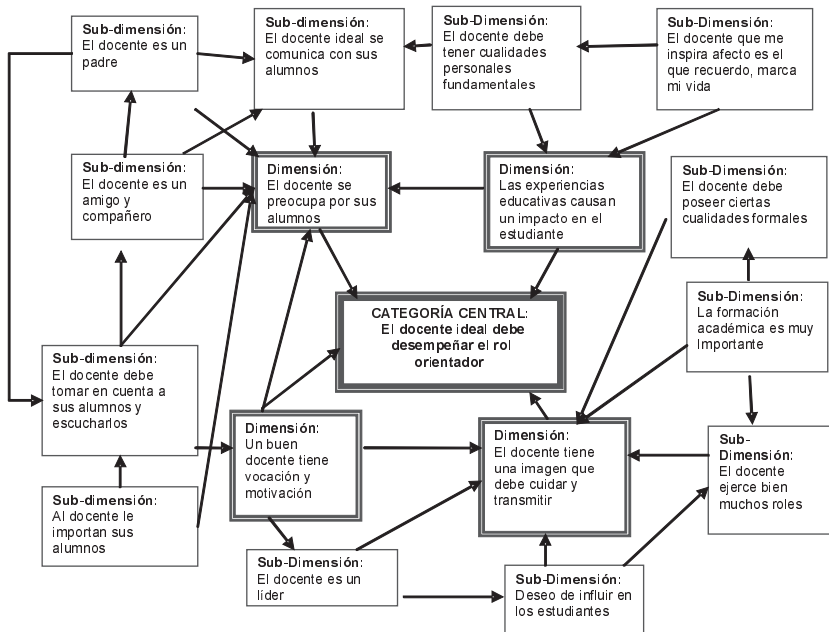 Sub-dimensión:
El docente es un
padre
Sub-dimensión:
El docente ideal se
comunica con sus
alumnos
Sub-Dimensión:
El docente debe
tener cualidades
personales
fundamentales
Sub-dimensión:
El docente que me
inspira afecto es el
que recuerdo, marca
mi vida
Sub-dimensión:
El docente es un
amigo y
compañero
Dimensión:
El docente se
preocupa por sus
alumnos
Dimensión:
Las experiencias
educativas causan
un impacto en el
estudiante
Sub-Dimensión:
El docente debe
poseer ciertas
cualidades formales
CATEGORÍA CENTRAL:
El docente ideal debe
desempeñar el rol
orientador
Sub-Dimensión:
La formación
académica es muy
Importante
Sub-dimensión:
El docente debe
tomar en cuenta a
sus alumnos y
escucharlos
Dimensión:
Un buen
docente tiene
vocación y
motivación
Dimensión:
El docente tiene
una imagen que
debe cuidar y
transmitir
Sub-
Dimensión:
El docente
ejerce bien
muchos roles
Sub-dimensión:
Al docente le
importan sus
alumnos
Sub-Dimensión:
El docente es un
líder
Sub-Dimensión:
Deseo de influir en
los estudiantes